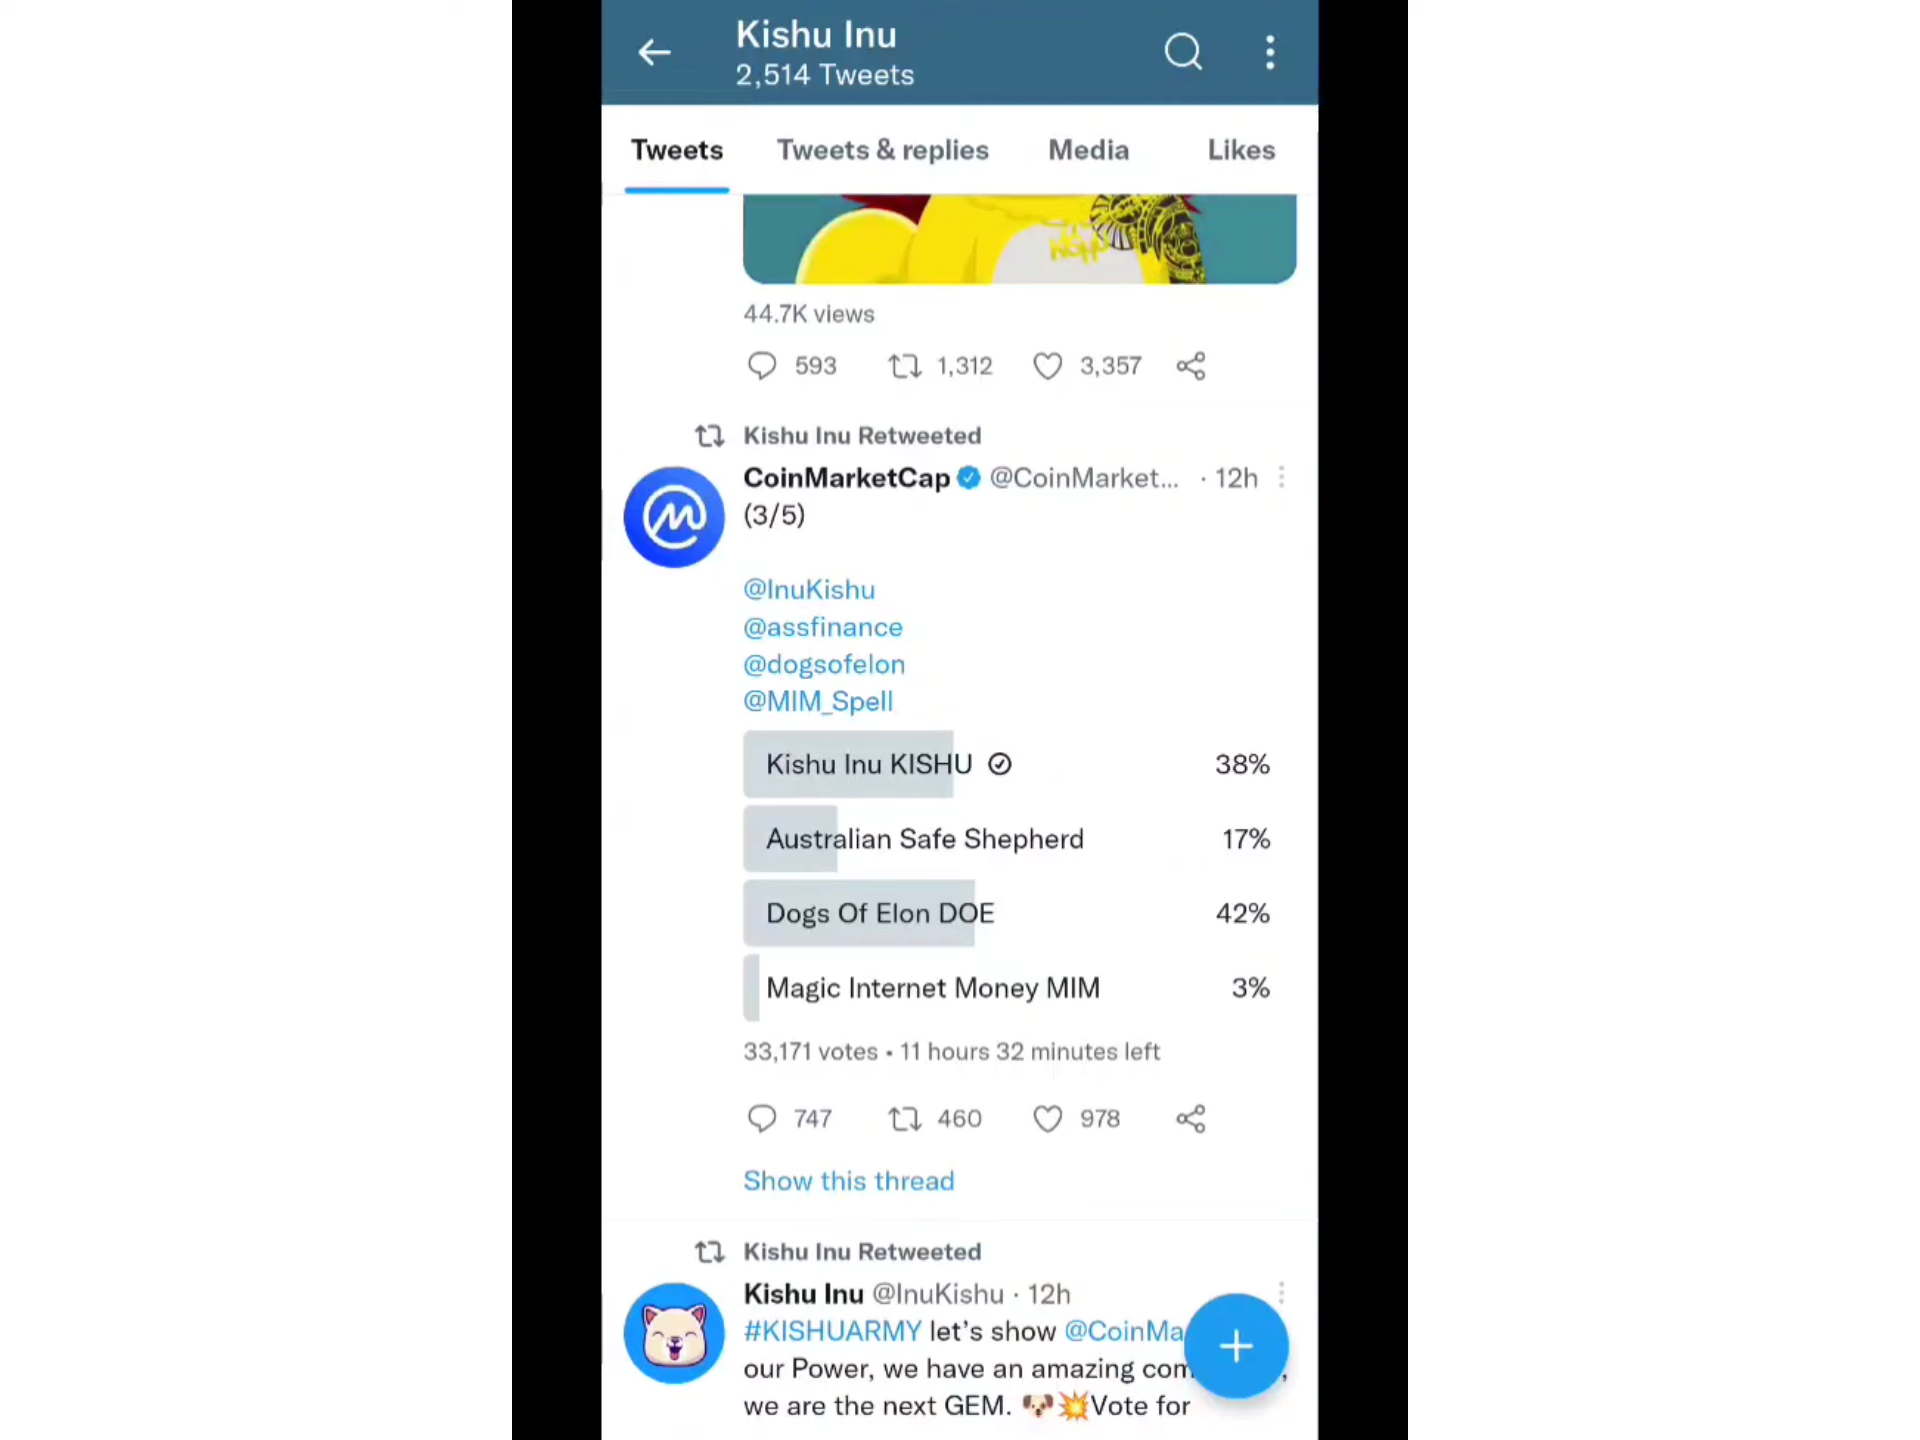 Kishu Inu
2,514 Tweets
Tweets Tweets & replies Media Likes
44.7K views
593 1,312 3,357
Kishu Inu Retweeted
CoinMarketCap @CoinMarket... · 12h
(3/5)
@InuKishu
@assfinance
@dogsofelon
@MIM_Spell
Kishu Inu KISHU 38%
Australian Safe Shepherd 17%
Dogs Of Elon DOE 42%
Magic Internet Money MIM 3%
33,171 votes • 11 hours 32 minutes left
747 460 978
Show this thread
Kishu Inu Retweeted
Kishu Inu @InuKishu · 12h
#KISHUARMY let's show @CoinMa
our Power, we have an amazing com
we are the next GEM. 🐶💥Vote for